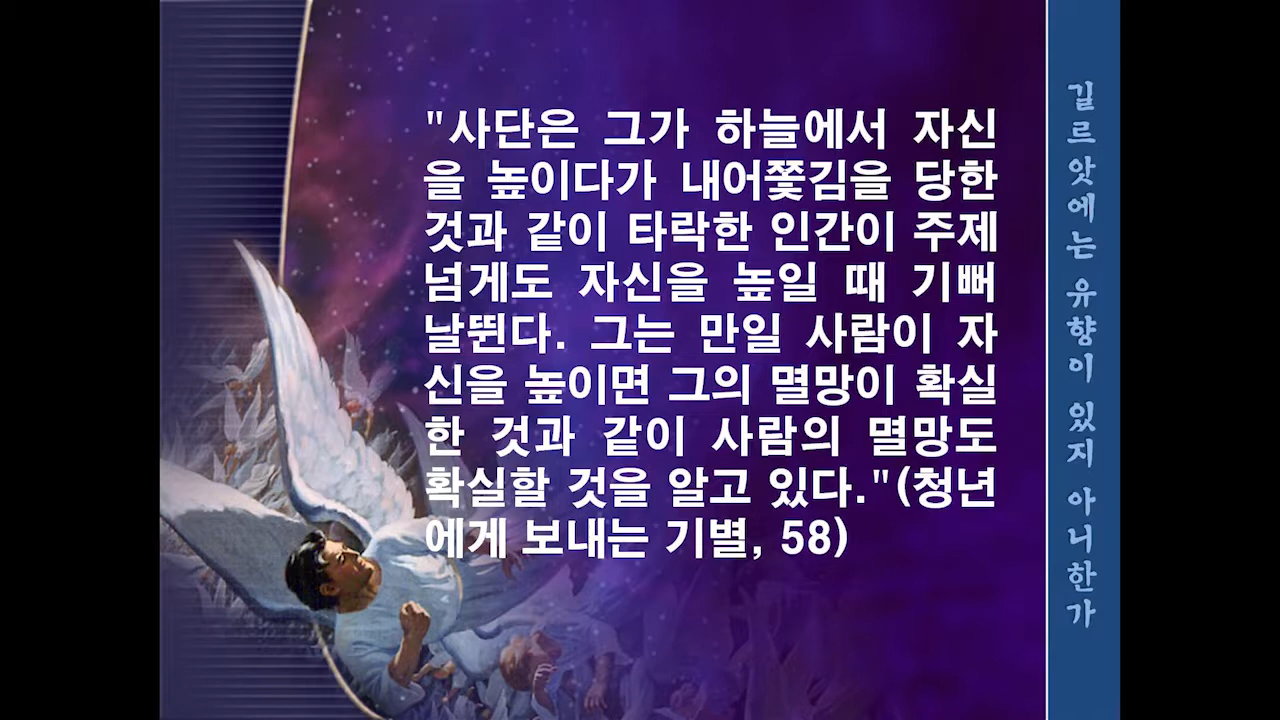 "사단은 그가 하늘에서 자신
을 높이다가 내어쫓김을 당한
것과 같이 타락한 인간이 주제
넘게도 자신을 높일 때 기뻐
날뛴다. 그는 만일 사람이 자
신을 높이면 그의 멸망이 확실
한 것과 같이 사람의 멸망도
확실할 것을 알고 있다."(청년
에게 보내는 기별, 58)
길르앗에는 유향이 있지 아니한가